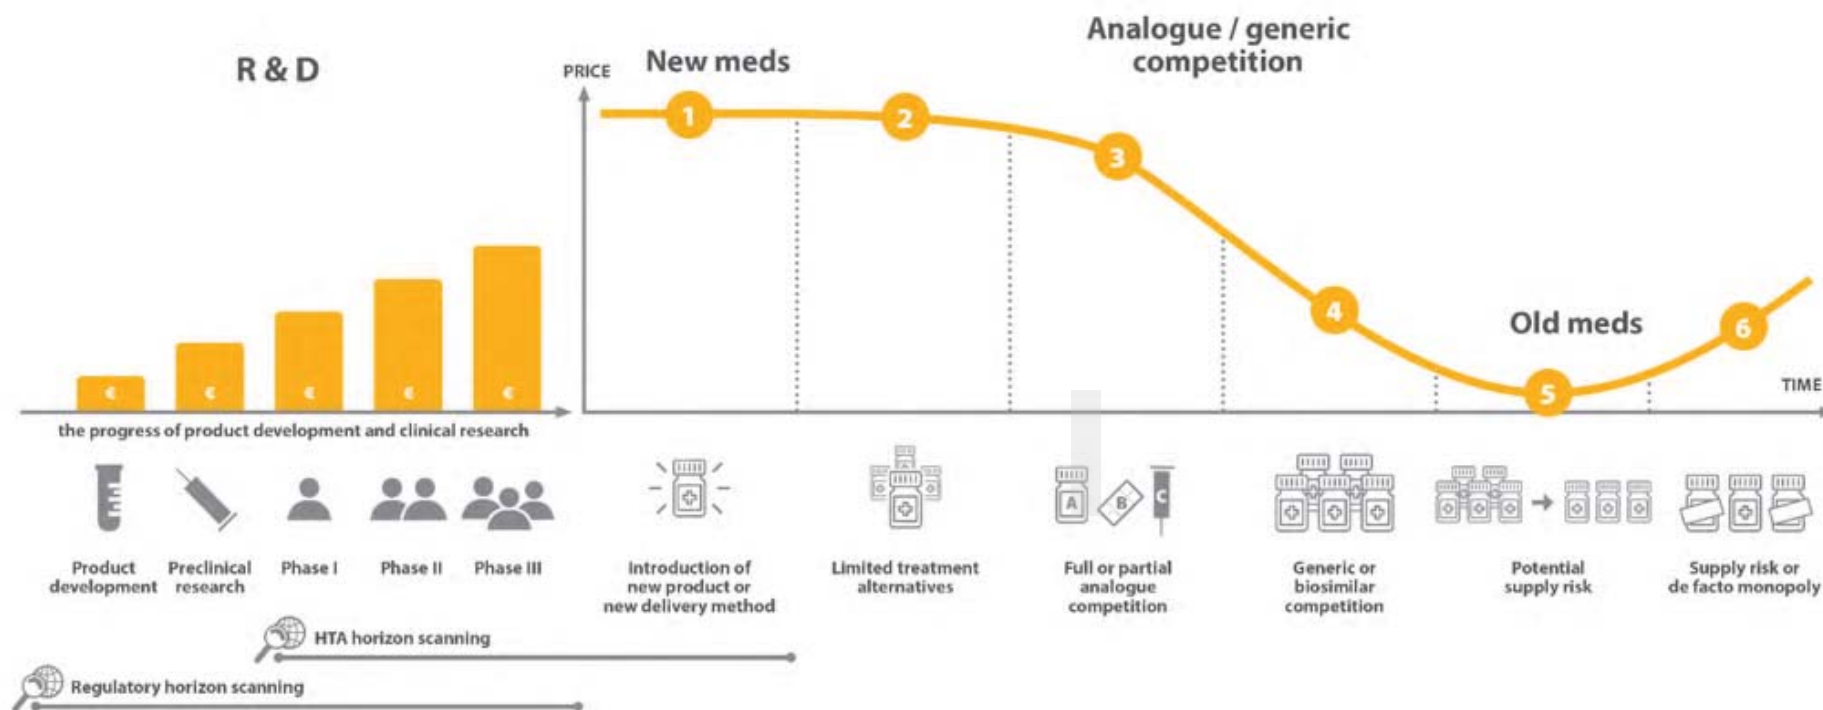 R & D
PRICE
New meds
Analogue / generic
competition
1
2
3
4
5
6
Old meds
TIME
€
€
€
€
€
the progress of product development and clinical research
A
B
C
Product
development
Preclinical
research
Phase I
Phase II
Phase III
Introduction of
new product or
new delivery method
Limited treatment
alternatives
Full or partial
analogue
competition
Generic or
biosimilar
competition
Potential
supply risk
Supply risk or
de facto monopoly
HTA horizon scanning
Regulatory horizon scanning